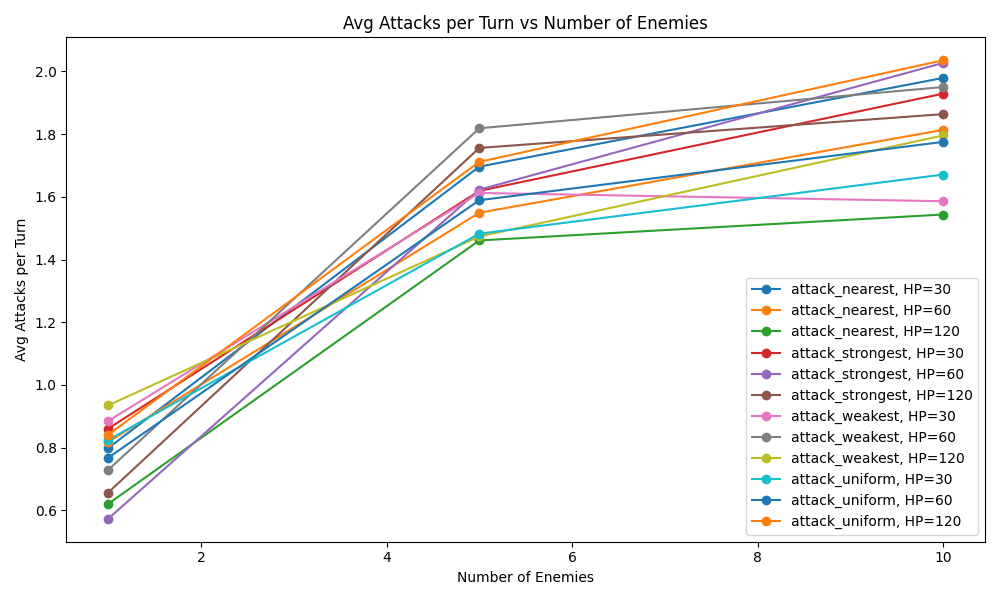 Avg Attacks per Turn vs Number of Enemies
Avg Attacks per Turn
2.0
1.8
1.6
1.4
1.2
1.0
0.8
0.6
attack_nearest, HP=30
attack_nearest, HP=60
attack_nearest, HP=120
attack_strongest, HP=30
attack_strongest, HP=60
attack_strongest, HP=120
attack_weakest, HP=30
attack_weakest, HP=60
attack_weakest, HP=120
attack_uniform, HP=30
attack_uniform, HP=60
attack_uniform, HP=120
2 4 6 8 10
Number of Enemies